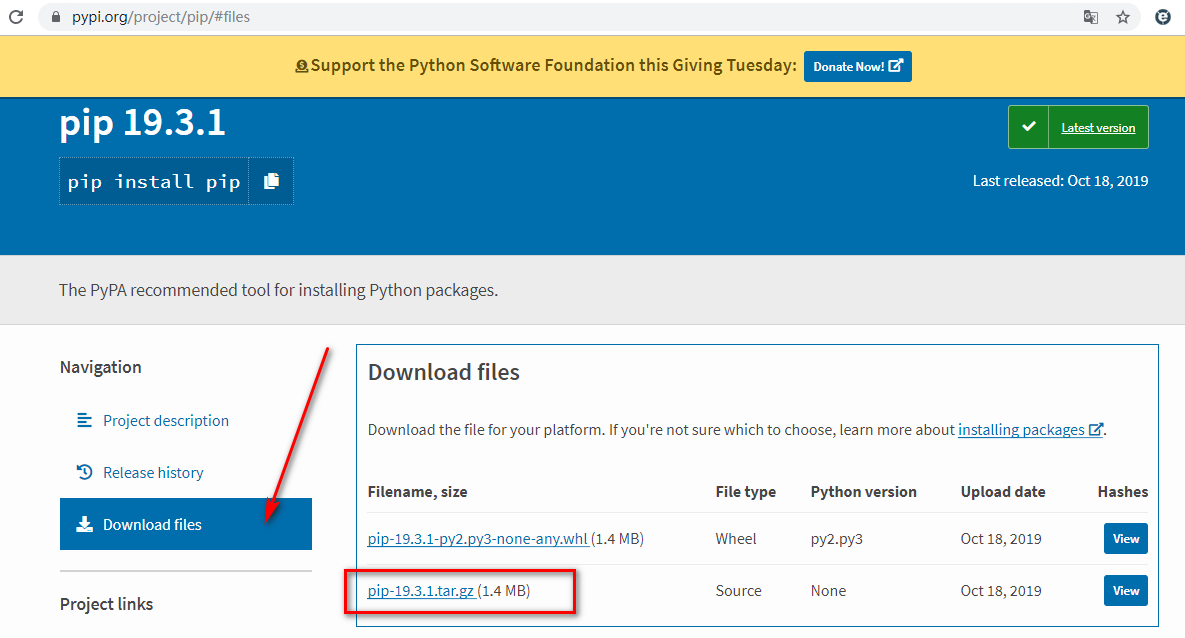 pypi.org/project/pip/#files
Support the Python Software Foundation this Giving Tuesday: Donate Now!
pip 19.3.1
Latest version
pip install pip
Last released: Oct 18, 2019
The PyPA recommended tool for installing Python packages.
Navigation
Project description
Release history
Download files
Project links
Download files
Download the file for your platform. If you're not sure which to choose, learn more about installing packages.
Filename, size File type Python version Upload date Hashes
pip-19.3.1-py2.py3-none-any.whl (1.4 MB) Wheel py2.py3 Oct 18, 2019 View
pip-19.3.1.tar.gz (1.4 MB) Source None Oct 18, 2019 View